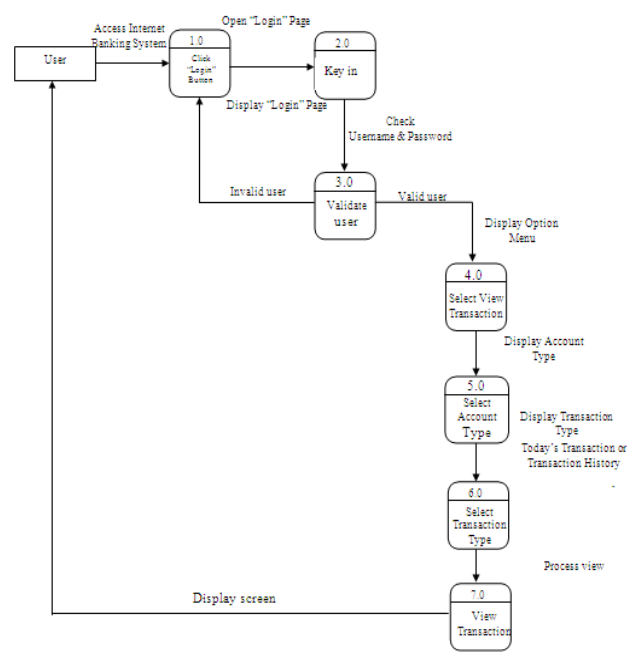 Access Internet
Banking System
Open “Login” Page
User
1.0
Click
“Login”
Button
2.0
Key in
Display “Login” Page
Check
Username & Password
Invalid user
3.0
Validate
user
Valid user
Display Option
Menu
4.0
Select View
Transaction
Display Account
Type
5.0
Select
Account
Type
Display Transaction
Type
Today’s Transaction or
Transaction History
-
6.0
Select
Transaction
Type
Process view
Display screen
7.0
View
Transaction